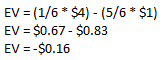 EV = (1/6 * $4) - (5/6 * $1)
EV = $0.67 - $0.83
EV = -$0.16